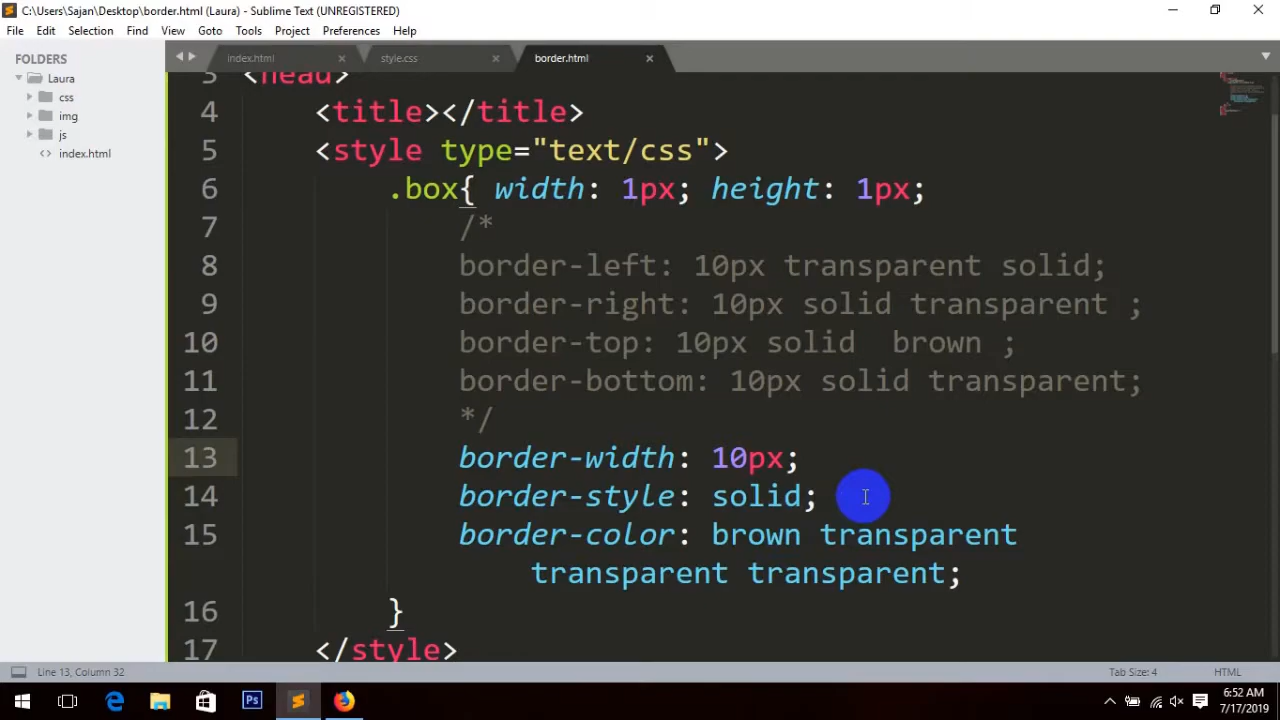 C:\Users\Sajan\Desktop\border.html (Laura) - Sublime Text (UNREGISTERED)
File Edit Selection Find View Goto Tools Project Preferences Help
FOLDERS
Laura
css
img
js
index.html
index.html style.css border.html
3 <head>
4 <title></title>
5 <style type="text/css">
6 .box{ width: 1px; height: 1px;
7 /*
8 border-left: 10px transparent solid;
9 border-right: 10px solid transparent ;
10 border-top: 10px solid  brown ;
11 border-bottom: 10px solid transparent;
12 */
13 border-width: 10px;
14 border-style: solid;
15 border-color: brown transparent
transparent transparent;
16 }
17 </style>
Line 13, Column 32 Tab Size: 4 HTML
Ps
6:52 AM
7/17/2019